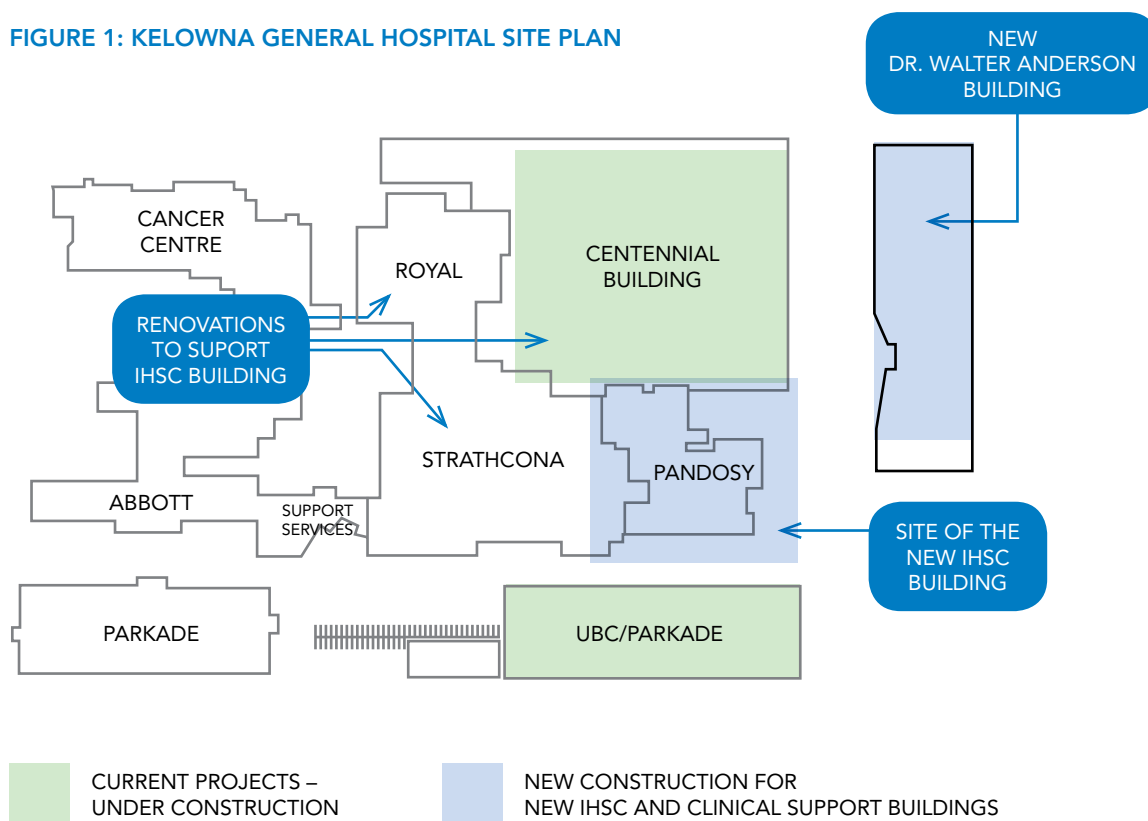 FIGURE 1: KELOWNA GENERAL HOSPITAL SITE PLAN
NEW
DR. WALTER ANDERSON
BUILDING
CANCER
CENTRE
ROYAL
CENTENNIAL
BUILDING
RENOVATIONS
TO SUPORT
IHSC BUILDING
STRATHCONA
PANDOSY
ABBOTT
SUPPORT
SERVICES
SITE OF THE
NEW IHSC
BUILDING
PARKADE
UBC/PARKADE
CURRENT PROJECTS –
UNDER CONSTRUCTION
NEW CONSTRUCTION FOR
NEW IHSC AND CLINICAL SUPPORT BUILDINGS